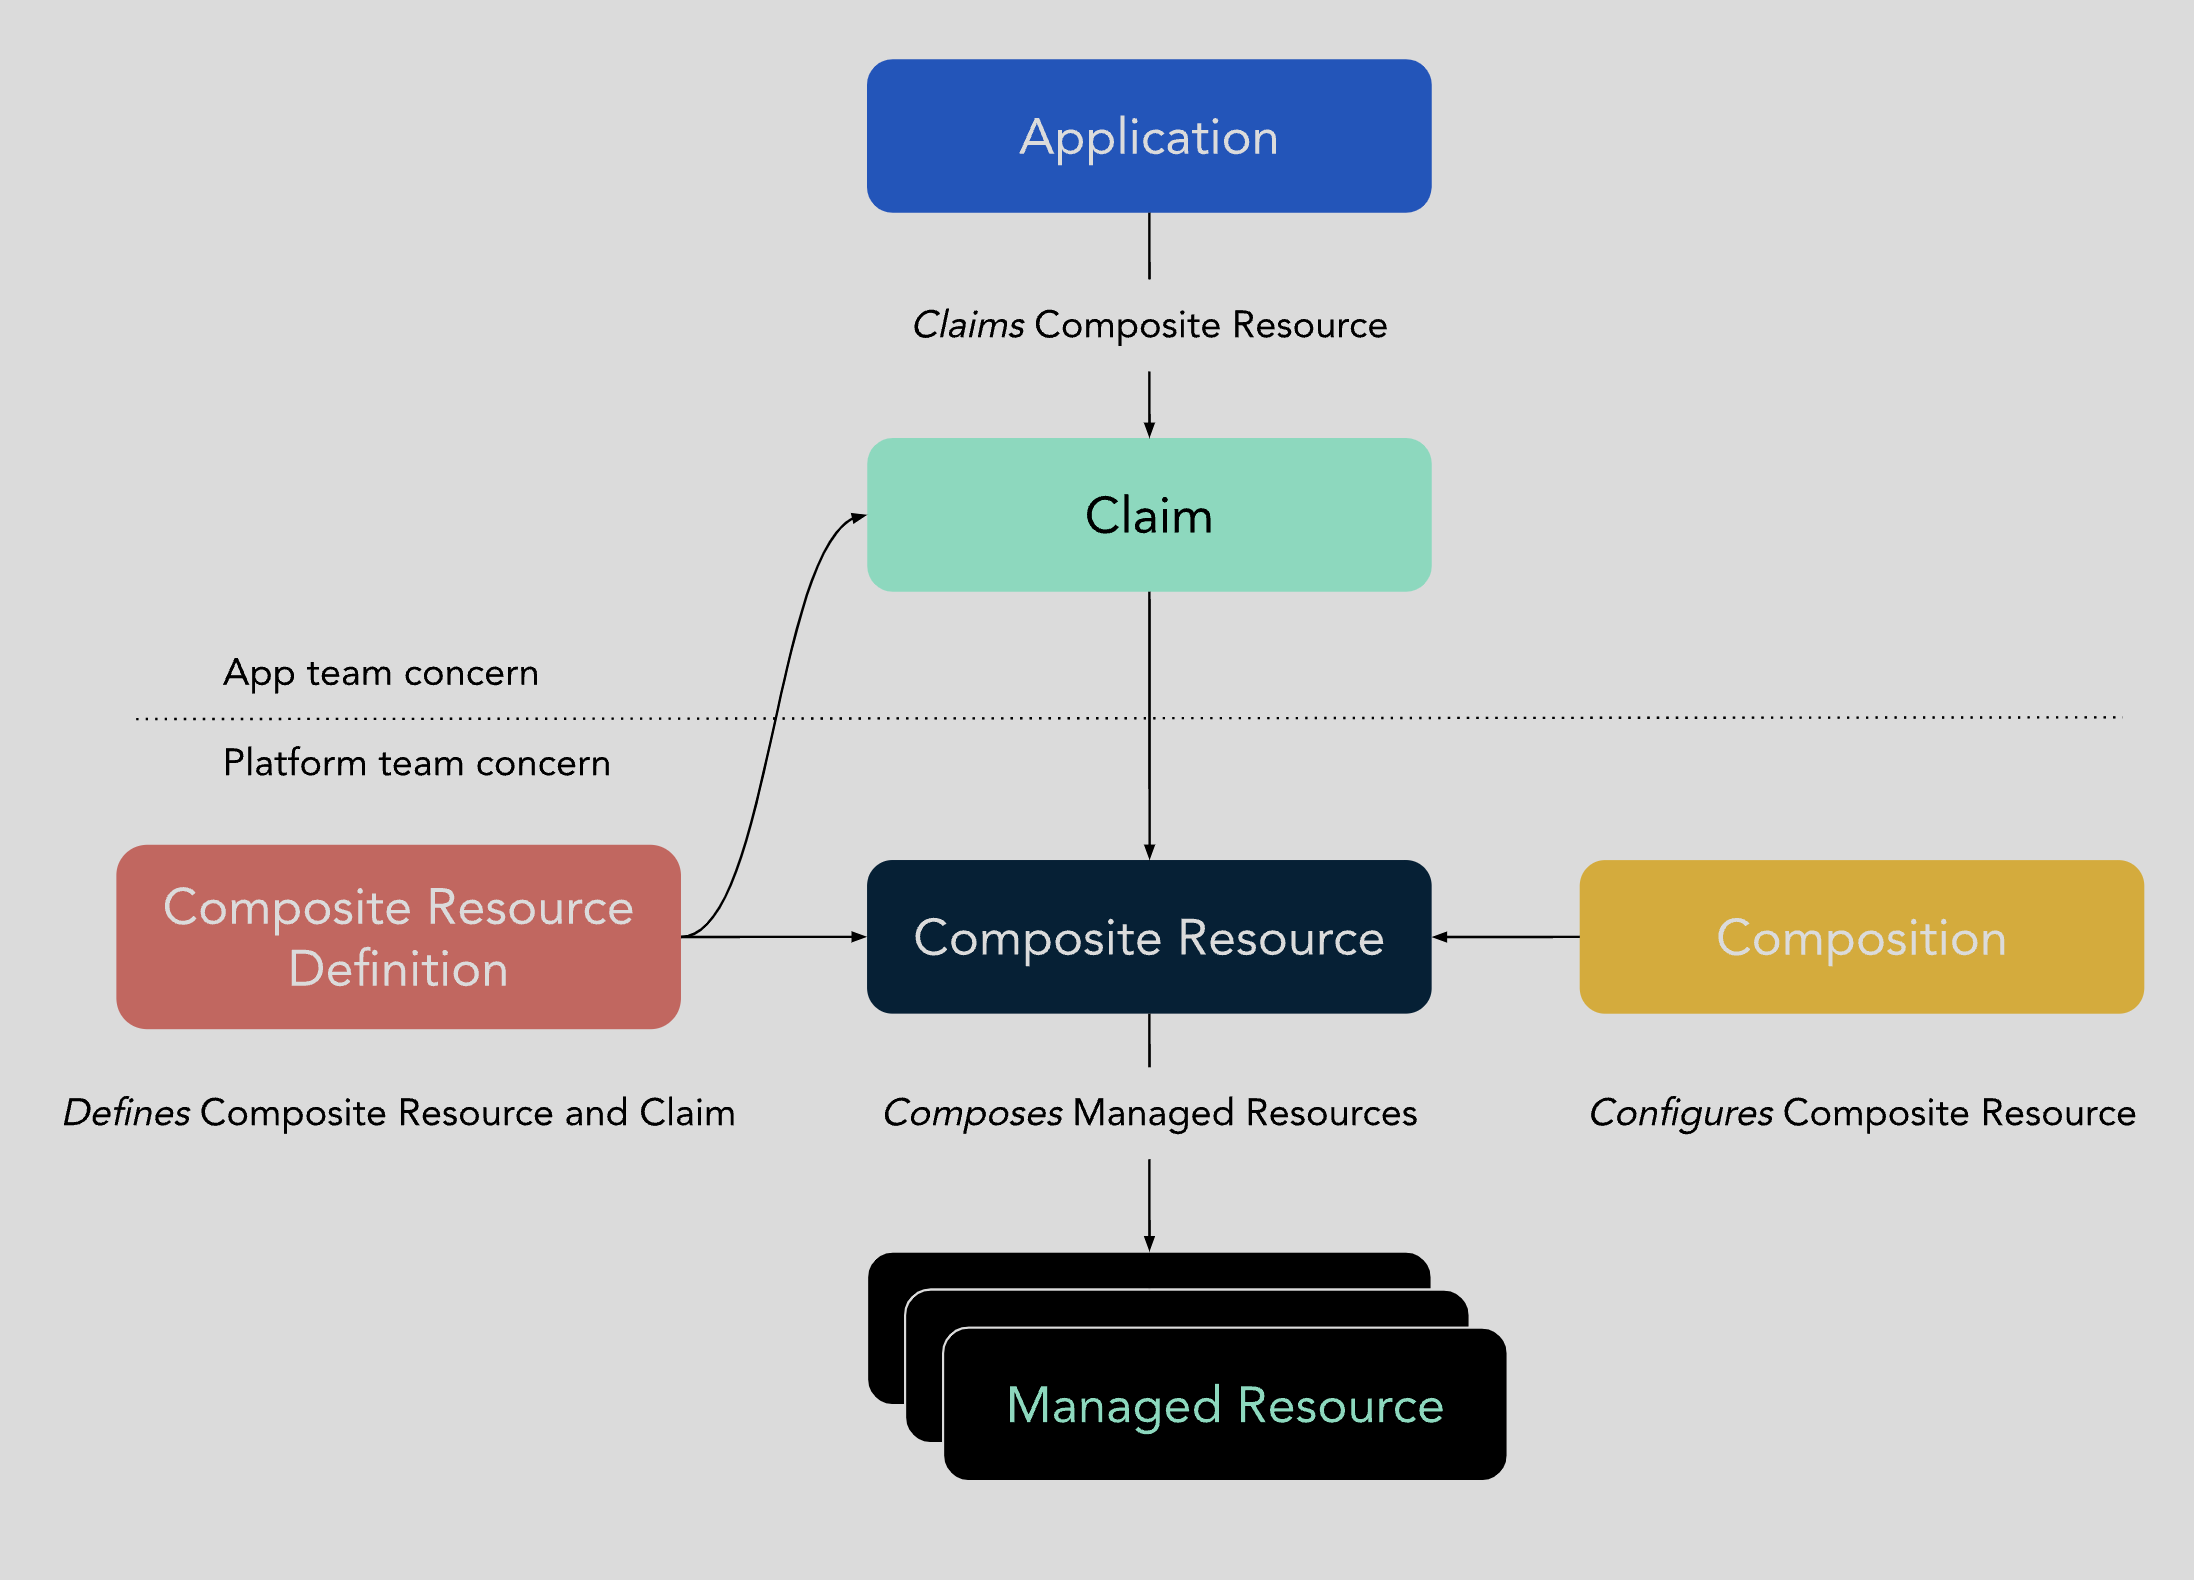 Application
Claims Composite Resource
Claim
App team concern
Platform team concern
Composite Resource
Definition
Composite Resource
Composition
Defines Composite Resource and Claim
Composes Managed Resources
Configures Composite Resource
Managed Resource